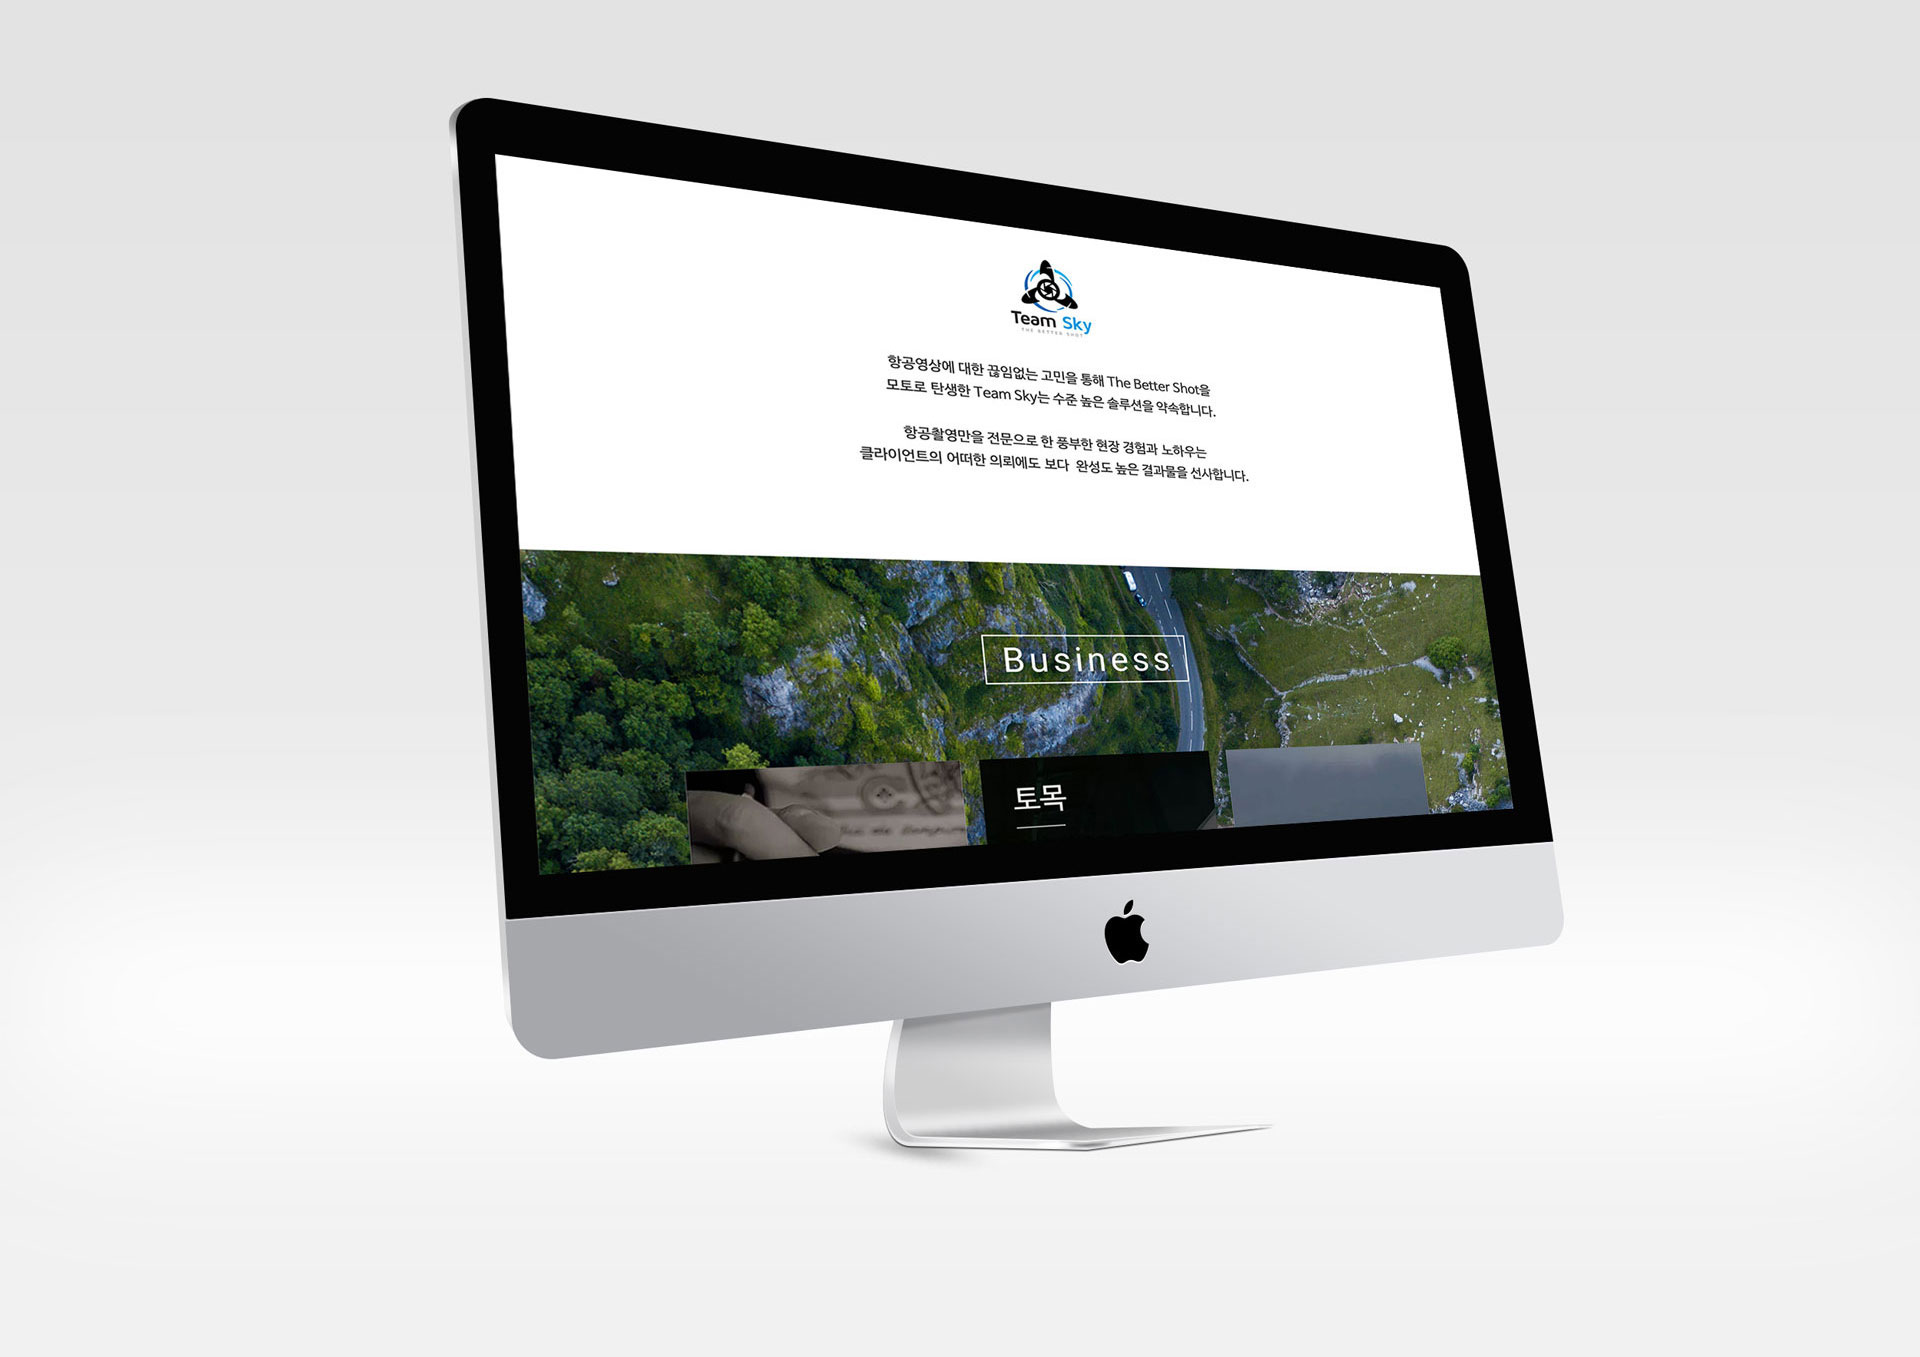 Team Sky
THE BETTER SHOT
항공영상에 대한 끊임없는 고민을 통해 The Better Shot을
모토로 탄생한 Team Sky는 수준 높은 솔루션을 약속합니다.
항공촬영만을 전문으로 한 풍부한 현장 경험과 노하우는
클라이언트의 어떠한 의뢰에도 보다 완성도 높은 결과물을 선사합니다.
Business
토목